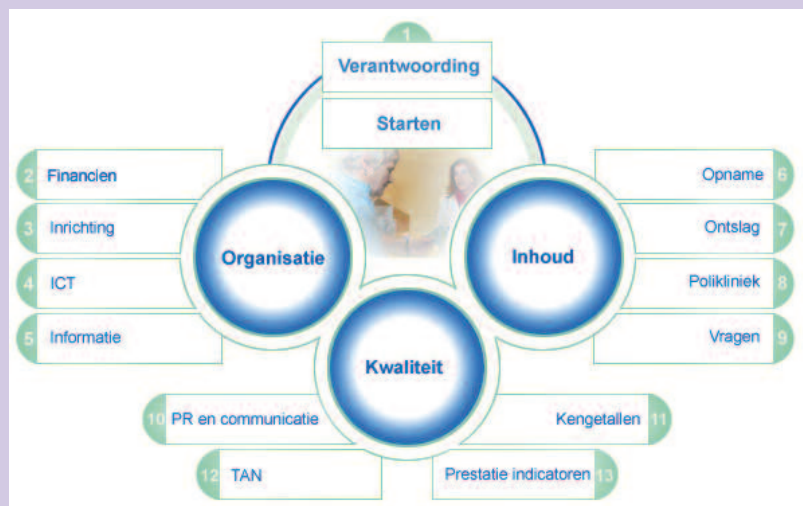 1
Verantwoording
Starten
2 Financien
3 Inrichting
4 ICT
5 Informatie
Organisatie
Inhoud
Kwaliteit
Opname 6
Ontslag 7
Polikliniek 8
Vragen 9
10 PR en communicatie
Kengetallen 11
12 TAN
Prestatie indicatoren 13